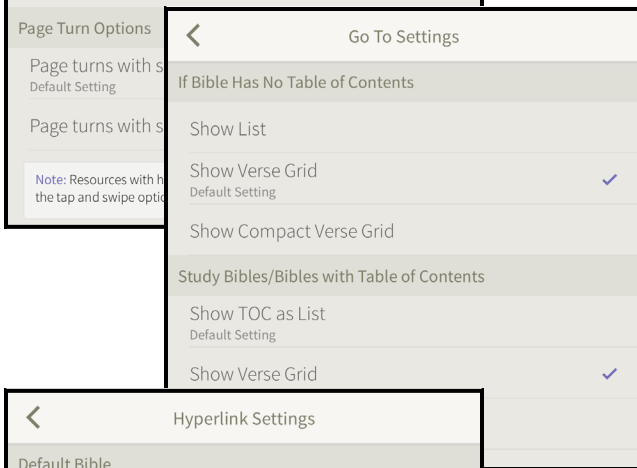 Page Turn Options
Page turns with
Default Setting
Page turns with
Note: Resources with
the tap and swipe
Go To Settings
If Bible Has No Table of Contents
Show List
Show Verse Grid
Default Setting
Show Compact Verse Grid
Study Bibles/Bibles with Table of Contents
Show TOC as List
Default Setting
Show Verse Grid
Hyperlink Settings
Default Bible